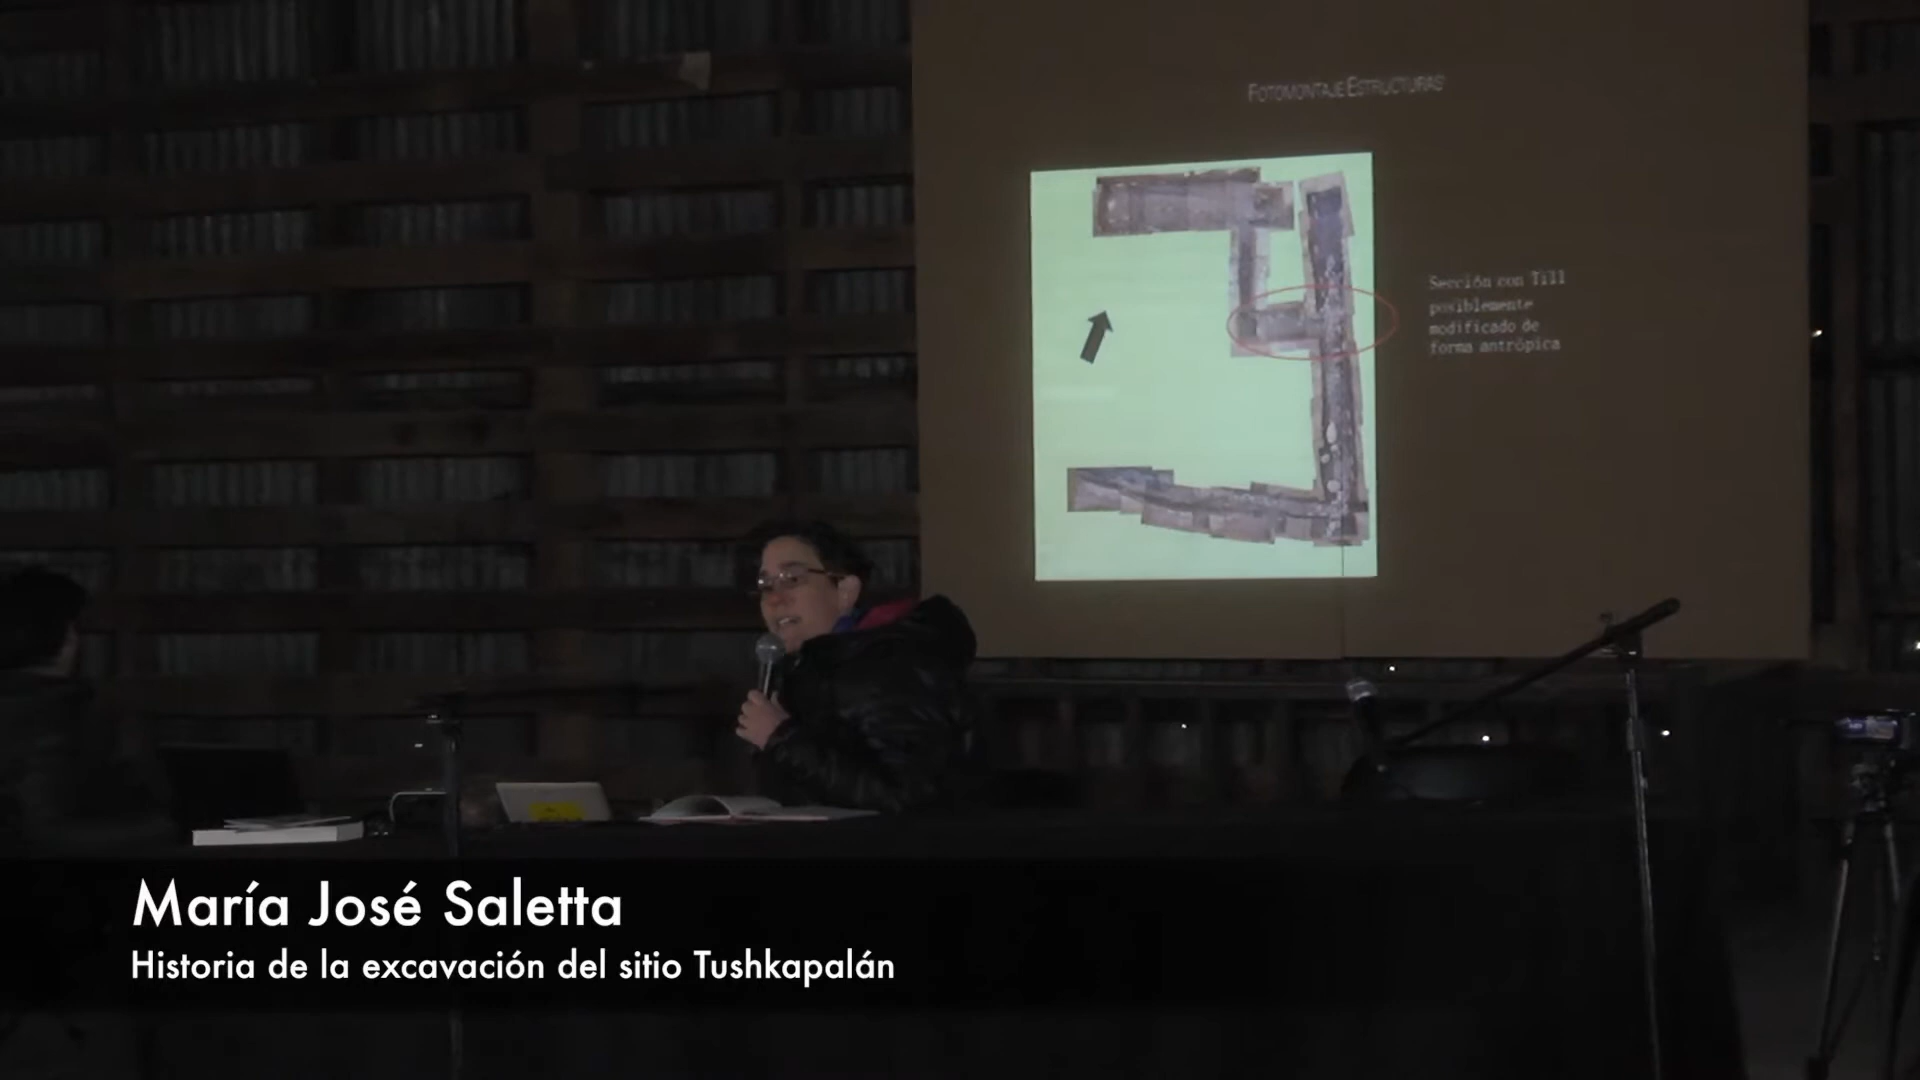 FOTOMONTAJE ESTRUCTURAS
Sección con Till
posiblemente
modificado de
forma antrópica
María José Saletta
Historia de la excavación del sitio Tushkapalán